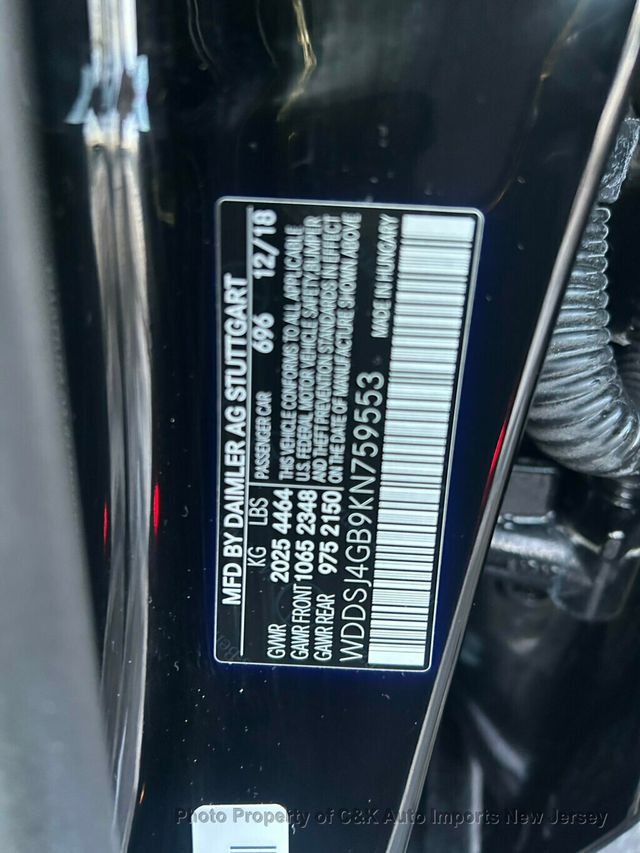 MFD BY DAIMLER AG STUTTGART
KG LBS PASSENGER CAR 696 12/18
GVWR 2025 4464 THIS VEHICLE CONFORMS TO ALL APPLICABLE
GAWR FRONT 1065 2348 U.S. FEDERAL MOTOR VEHICLE SAFETY, BUMPER
GAWR REAR 975 2150 AND THEFT PREVENTION STANDARDS IN EFFECT
ON THE DATE OF MANUFACTURE SHOWN ABOVE
WDDSJ4GB9KN759553 MADE IN HUNGARY
Photo Property of C&K Auto Imports New Jersey